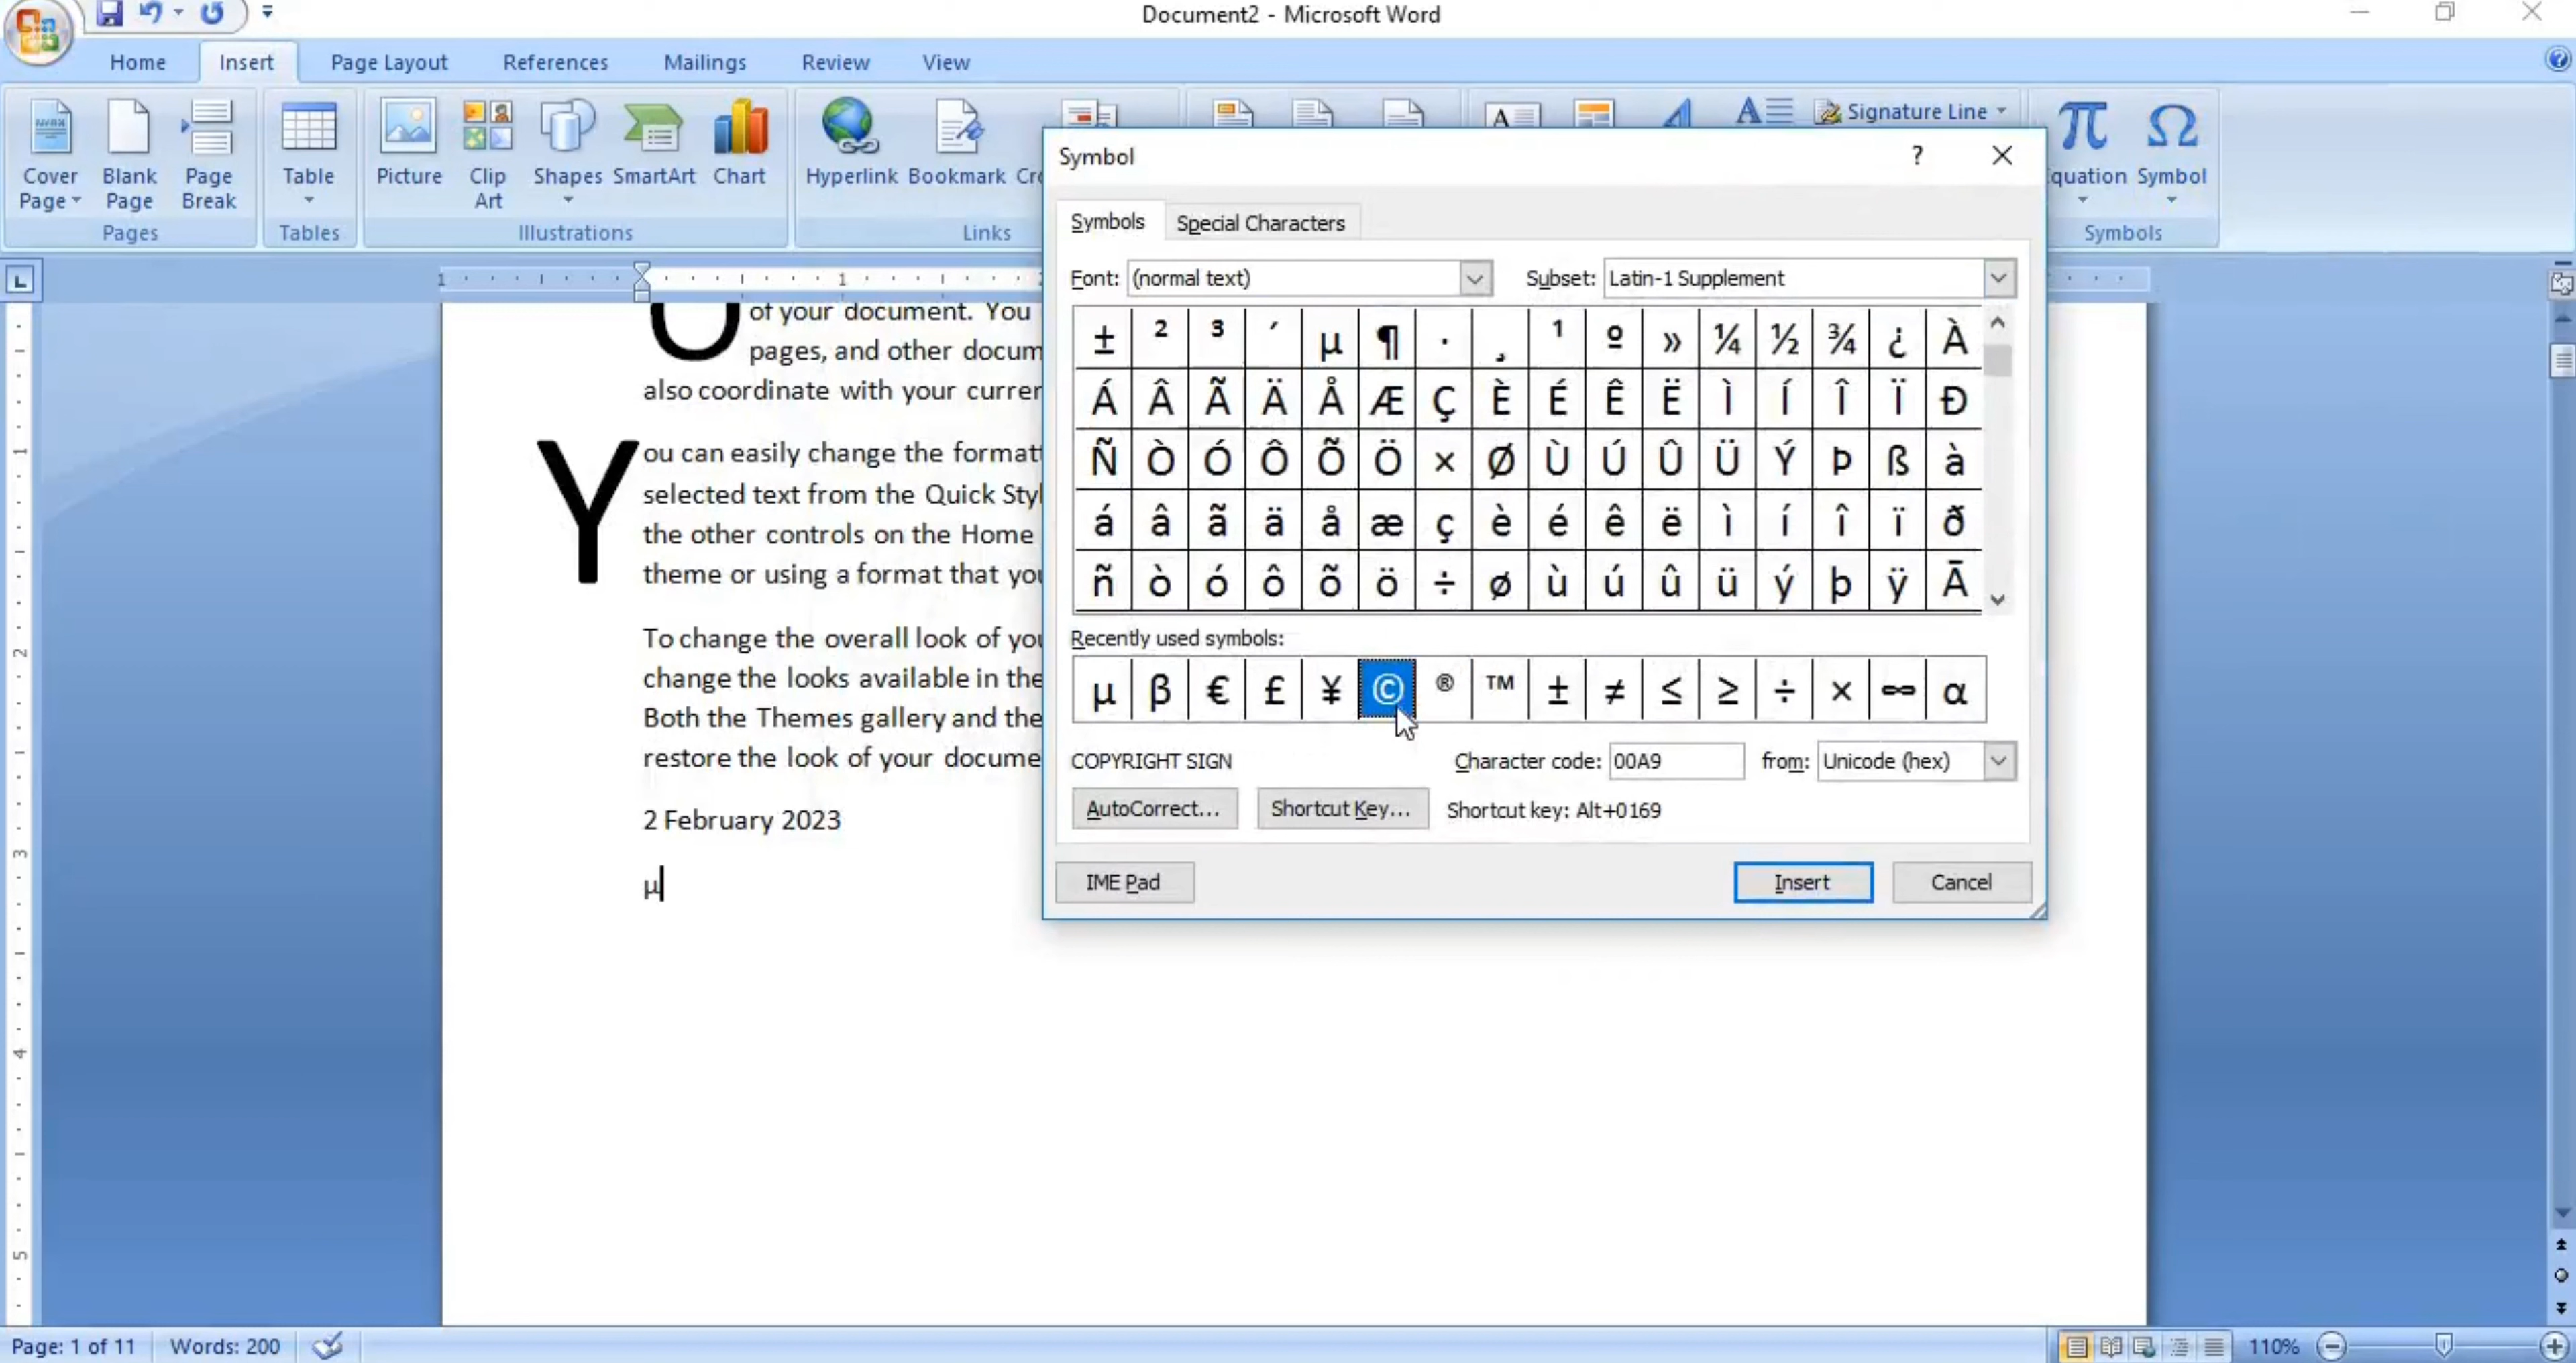 Document2 - Microsoft Word
Home Insert Page Layout References Mailings Review View
Signature Line
Cover Page Blank Page Page Break Table Picture Clip Art Shapes SmartArt Chart Hyperlink Bookmark Symbol
Pages Tables Illustrations Links Symbols
Symbol
Symbols Special Characters
Font: (normal text) Subset: Latin-1 Supplement
± ² ³ ´ µ ¶ · ¸ ¹ º » ¼ ½ ¾ ¿ À
Á Â Ã Ä Å Æ Ç È É Ê Ë Ì Í Î Ï Ð
Ñ Ò Ó Ô Õ Ö × Ø Ù Ú Û Ü Ý Þ ß à
á â ã ä å æ ç è é ê ë ì í î ï ð
ñ ò ó ô õ ö ÷ ø ù ú û ü ý þ ÿ Ā
Recently used symbols:
µ β € £ ¥ © ® ™ ± ≠ ≤ ≥ ÷ × ∞ α
COPYRIGHT SIGN Character code: 00A9 from: Unicode (hex)
AutoCorrect... Shortcut Key... Shortcut key: Alt+0169
IME Pad Insert Cancel
of your document. You
pages, and other docum
also coordinate with your curren
You can easily change the formatt
selected text from the Quick Styl
the other controls on the Home
theme or using a format that you
To change the overall look of you
change the looks available in the
Both the Themes gallery and the
restore the look of your docume
2 February 2023
µ
Page: 1 of 11 Words: 200 110%